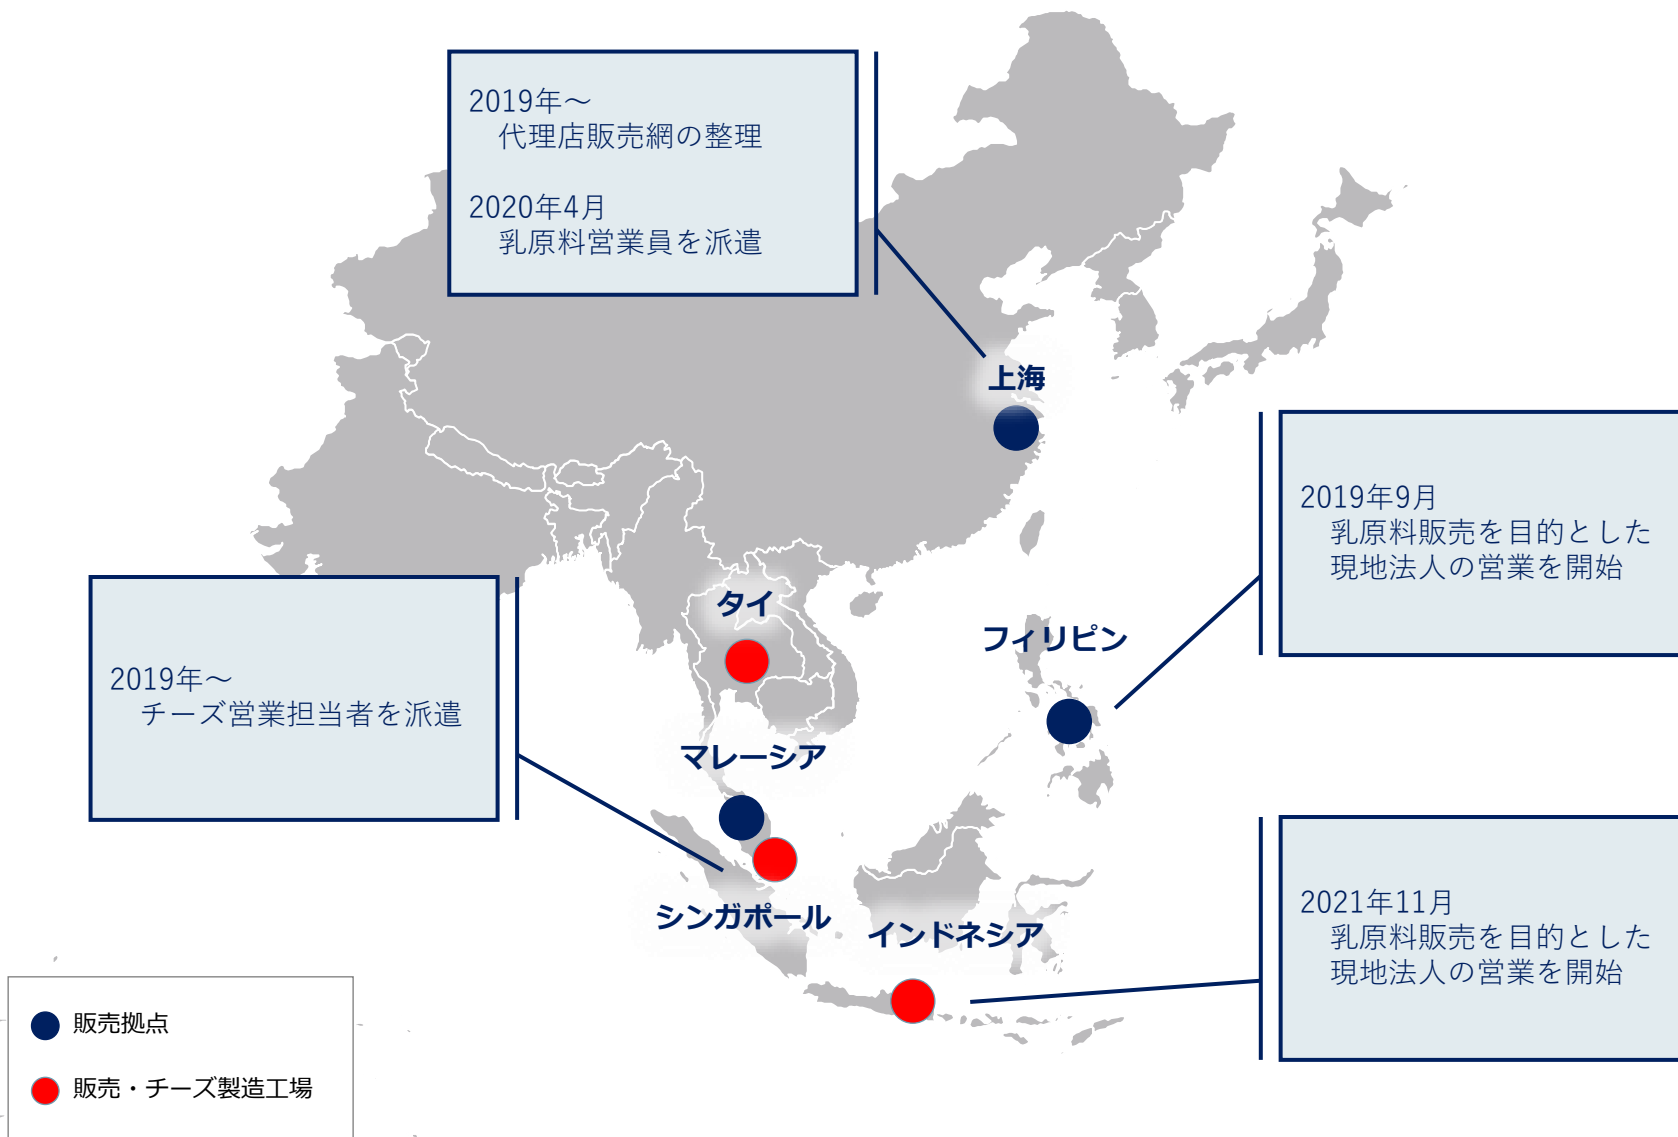 2019年～
代理店販売網の整理
2020年4月
乳原料営業員を派遣
上海
2019年9月
乳原料販売を目的とした
現地法人の営業を開始
タイ
フィリピン
2019年～
チーズ営業担当者を派遣
マレーシア
シンガポール
インドネシア
2021年11月
乳原料販売を目的とした
現地法人の営業を開始
販売拠点
販売・チーズ製造工場